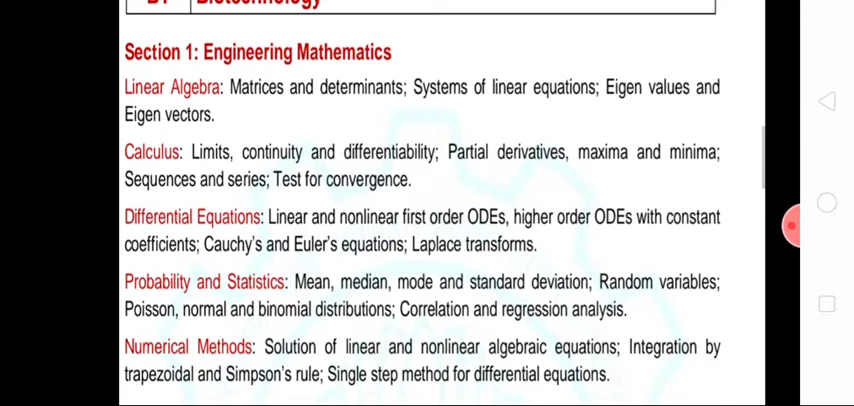 Biotechnology
Section 1: Engineering Mathematics
Linear Algebra: Matrices and determinants; Systems of linear equations; Eigen values and
Eigen vectors.
Calculus: Limits, continuity and differentiability; Partial derivatives, maxima and minima;
Sequences and series; Test for convergence.
Differential Equations: Linear and nonlinear first order ODEs, higher order ODEs with constant
coefficients; Cauchy's and Euler's equations; Laplace transforms.
Probability and Statistics: Mean, median, mode and standard deviation; Random variables;
Poisson, normal and binomial distributions; Correlation and regression analysis.
Numerical Methods: Solution of linear and nonlinear algebraic equations; Integration by
trapezoidal and Simpson's rule; Single step method for differential equations.